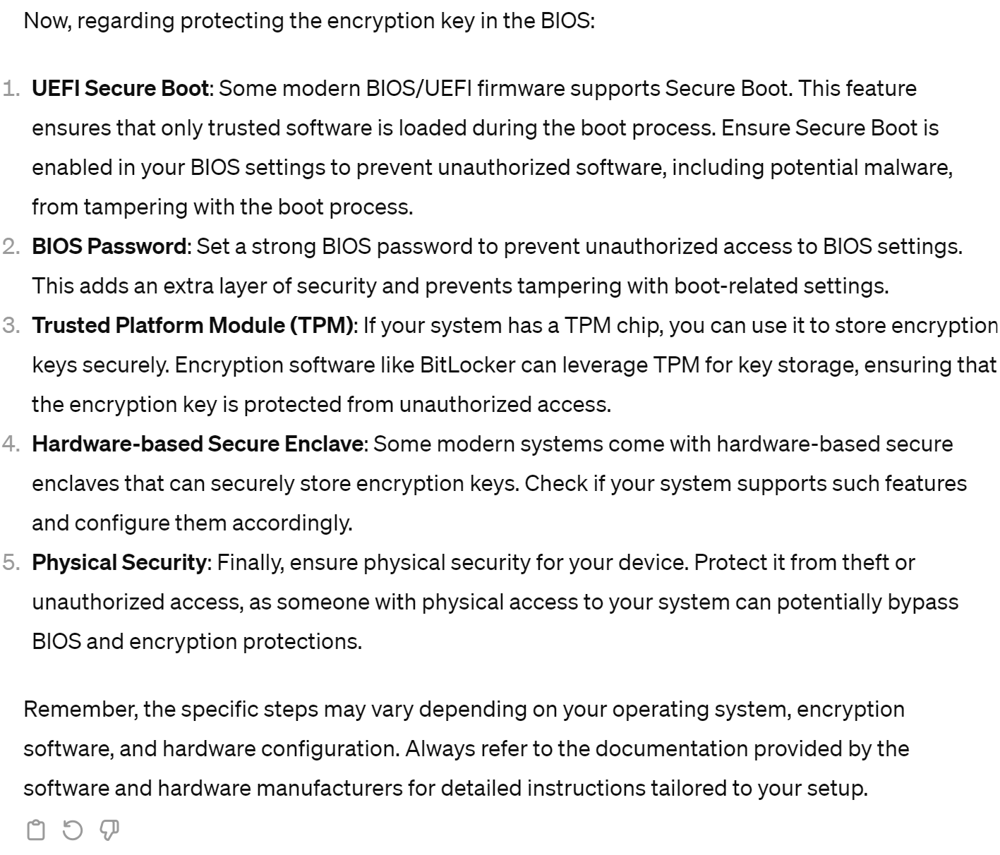 Now, regarding protecting the encryption key in the BIOS:
1. UEFI Secure Boot: Some modern BIOS/UEFI firmware supports Secure Boot. This feature
ensures that only trusted software is loaded during the boot process. Ensure Secure Boot is
enabled in your BIOS settings to prevent unauthorized software, including potential malware,
from tampering with the boot process.
2. BIOS Password: Set a strong BIOS password to prevent unauthorized access to BIOS settings.
This adds an extra layer of security and prevents tampering with boot-related settings.
3. Trusted Platform Module (TPM): If your system has a TPM chip, you can use it to store encryption
keys securely. Encryption software like BitLocker can leverage TPM for key storage, ensuring that
the encryption key is protected from unauthorized access.
4. Hardware-based Secure Enclave: Some modern systems come with hardware-based secure
enclaves that can securely store encryption keys. Check if your system supports such features
and configure them accordingly.
5. Physical Security: Finally, ensure physical security for your device. Protect it from theft or
unauthorized access, as someone with physical access to your system can potentially bypass
BIOS and encryption protections.
Remember, the specific steps may vary depending on your operating system, encryption
software, and hardware configuration. Always refer to the documentation provided by the
software and hardware manufacturers for detailed instructions tailored to your setup.